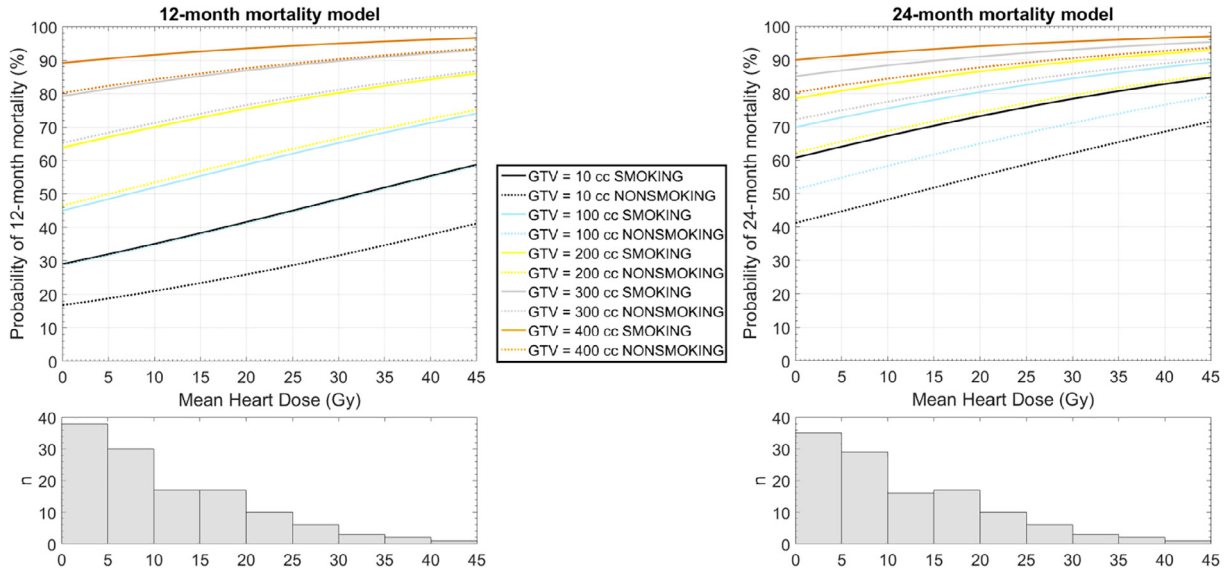 12-month mortality model
Probability of 12-month mortality (%)
100
90
80
70
60
50
40
30
20
10
0
0 5 10 15 20 25 30 35 40 45
Mean Heart Dose (Gy)
n
40
30
20
10
0
0 5 10 15 20 25 30 35 40 45
GTV = 10 cc SMOKING
GTV = 10 cc NONSMOKING
GTV = 100 cc SMOKING
GTV = 100 cc NONSMOKING
GTV = 200 cc SMOKING
GTV = 200 cc NONSMOKING
GTV = 300 cc SMOKING
GTV = 300 cc NONSMOKING
GTV = 400 cc SMOKING
GTV = 400 cc NONSMOKING
24-month mortality model
Probability of 24-month mortality (%)
100
90
80
70
60
50
40
30
20
10
0
0 5 10 15 20 25 30 35 40 45
Mean Heart Dose (Gy)
n
40
30
20
10
0
0 5 10 15 20 25 30 35 40 45